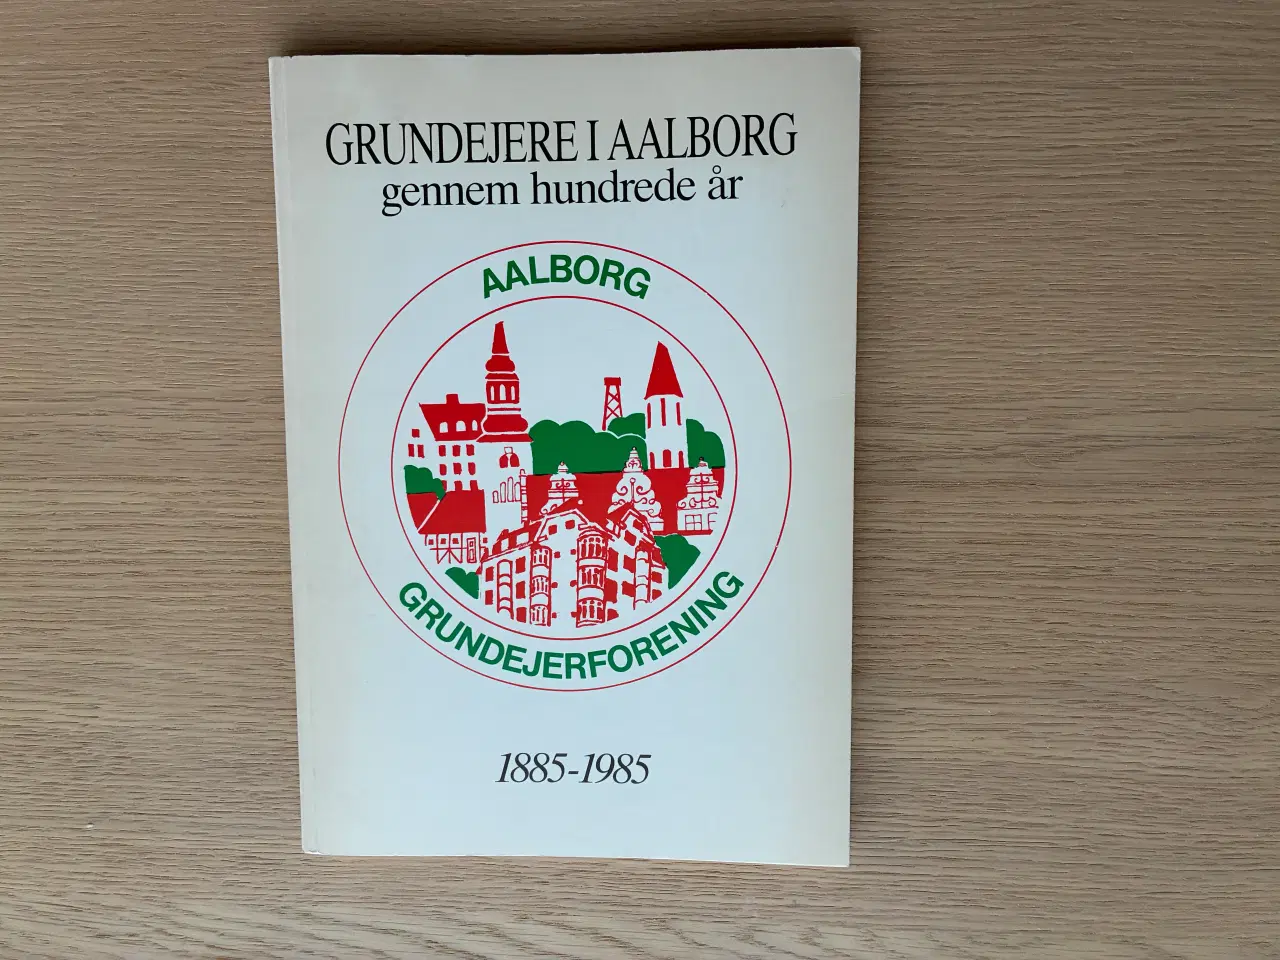 GRUNDEJERE I AALBORG
gennem hundrede år
AALBORG
GRUNDEJERFORENING
1885-1985